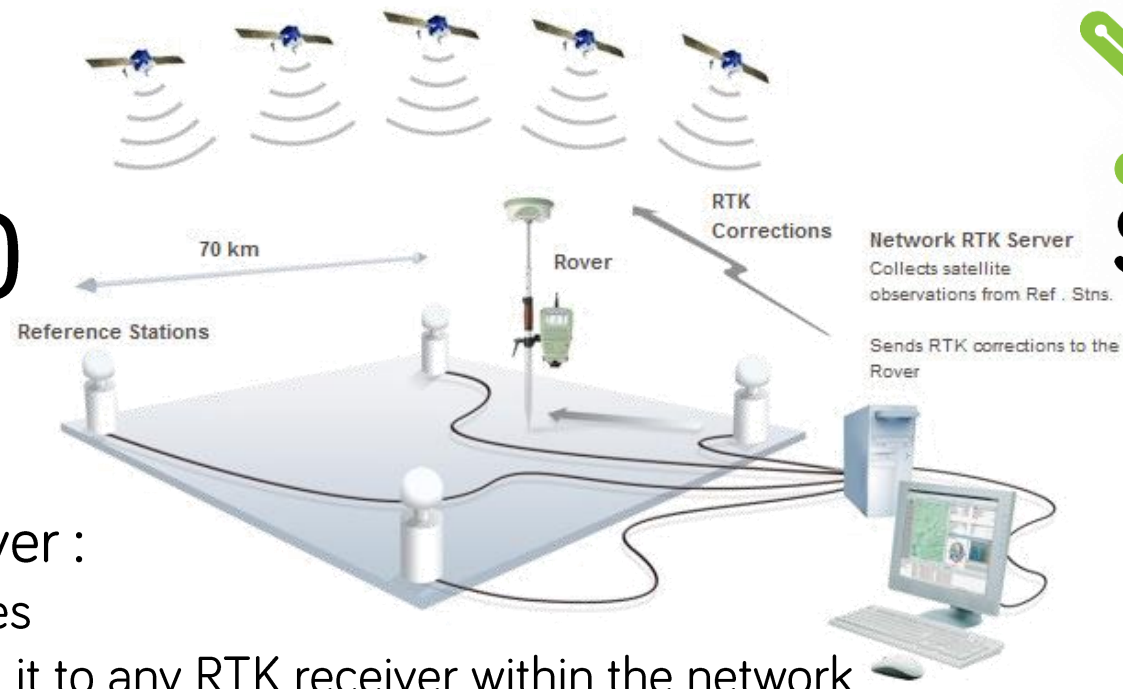 RTK
Corrections
70 km
Network RTK Server
Rover
Collects satellite
observations from Ref . Stns.
Reference Stations
Sends RTK corrections to the
Rover
ver :
es
it to any RTK receiver within the network